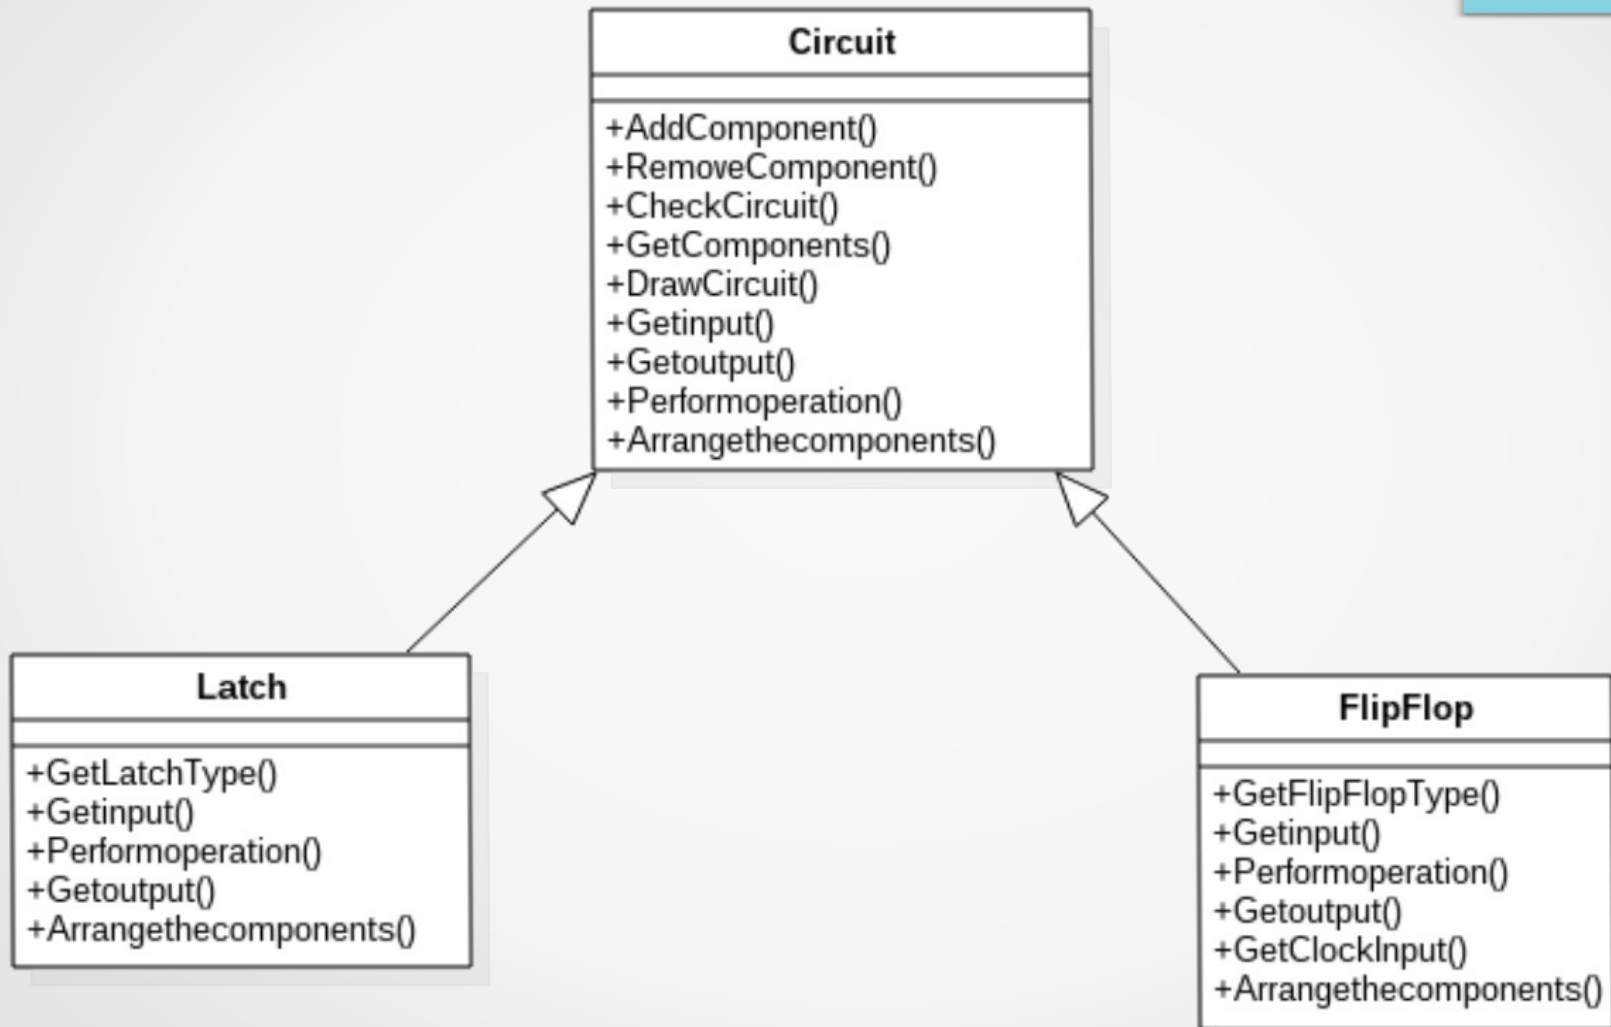 Circuit
+AddComponent()
+RemoveComponent()
+CheckCircuit()
+GetComponents()
+DrawCircuit()
+Getinput()
+Getoutput()
+Performoperation()
+Arrangethecomponents()
Latch
+GetLatchType()
+Getinput()
+Performoperation()
+Getoutput()
+Arrangethecomponents()
FlipFlop
+GetFlipFlopType()
+Getinput()
+Performoperation()
+Getoutput()
+GetClockInput()
+Arrangethecomponents()